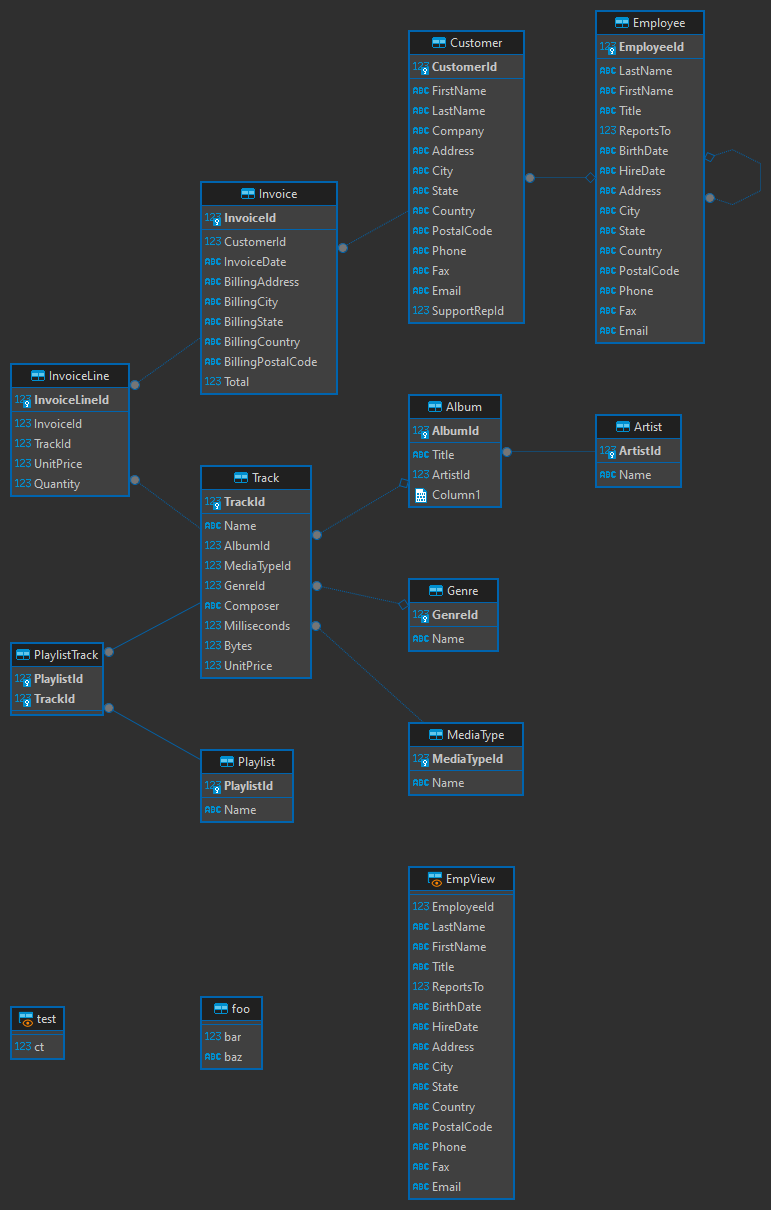 Employee
123 EmployeeId
ABC LastName
ABC FirstName
ABC Title
123 ReportsTo
ABC BirthDate
ABC HireDate
ABC Address
ABC City
ABC State
ABC Country
ABC PostalCode
ABC Phone
ABC Fax
ABC Email
Customer
123 CustomerId
ABC FirstName
ABC LastName
ABC Company
ABC Address
ABC City
ABC State
ABC Country
ABC PostalCode
ABC Phone
ABC Fax
ABC Email
123 SupportRepId
Invoice
123 InvoiceId
123 CustomerId
ABC InvoiceDate
ABC BillingAddress
ABC BillingCity
ABC BillingState
ABC BillingCountry
ABC BillingPostalCode
123 Total
InvoiceLine
123 InvoiceLineId
123 InvoiceId
123 TrackId
123 UnitPrice
123 Quantity
Album
123 AlbumId
ABC Title
123 ArtistId
Column1
Artist
123 ArtistId
ABC Name
Track
123 TrackId
ABC Name
123 AlbumId
123 MediaTypeId
123 GenreId
ABC Composer
123 Milliseconds
123 Bytes
123 UnitPrice
Genre
123 GenreId
ABC Name
PlaylistTrack
123 PlaylistId
123 TrackId
MediaType
123 MediaTypeId
ABC Name
Playlist
123 PlaylistId
ABC Name
EmpView
123 EmployeeId
ABC LastName
ABC FirstName
ABC Title
123 ReportsTo
ABC BirthDate
ABC HireDate
ABC Address
ABC City
ABC State
ABC Country
ABC PostalCode
ABC Phone
ABC Fax
ABC Email
test
123 ct
foo
123 bar
ABC baz